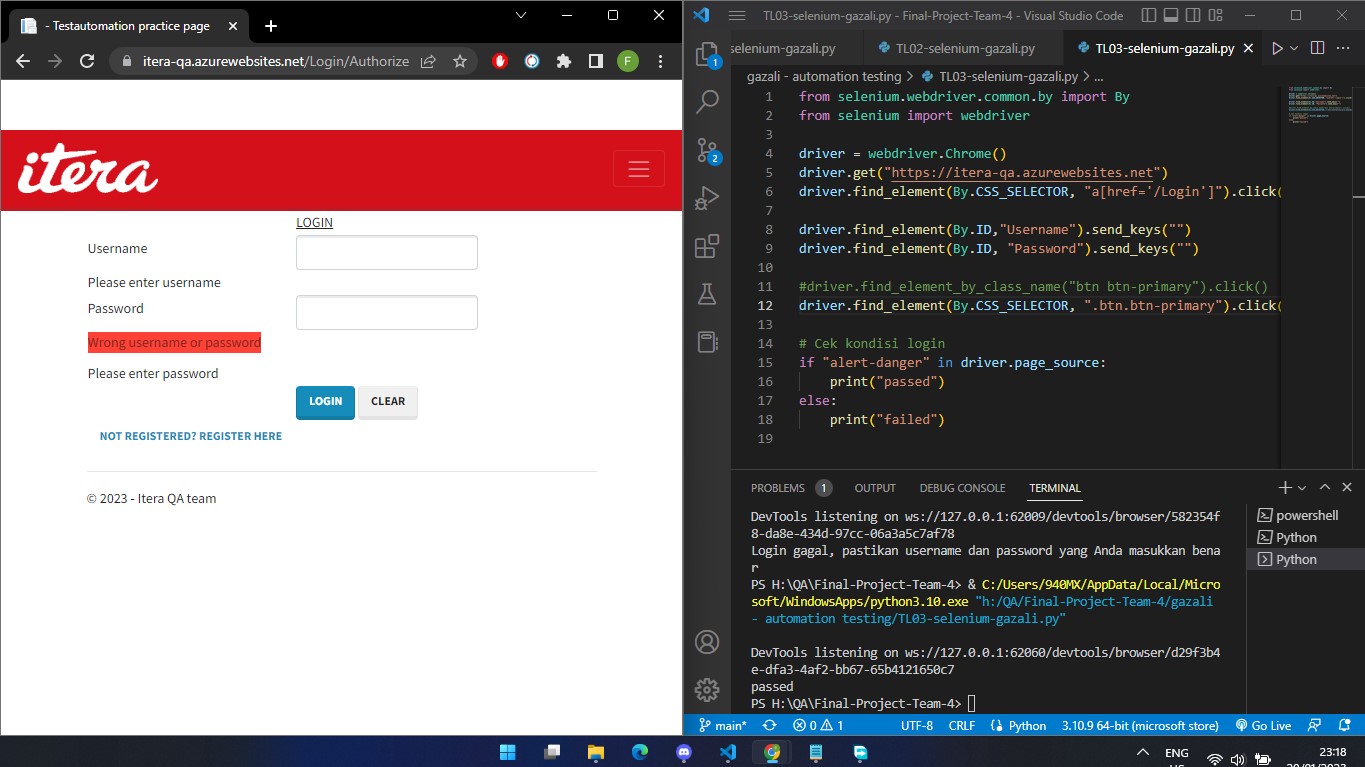 - Testautomation practice page
itera-qa.azurewebsites.net/Login/Authorize
F
itera
LOGIN
Username
Please enter username
Password
Wrong username or password
Please enter password
LOGIN
CLEAR
NOT REGISTERED? REGISTER HERE
© 2023 - Itera QA team
TL03-selenium-gazali.py - Final-Project-Team-4 - Visual Studio Code
selenium-gazali.py
TL02-selenium-gazali.py
TL03-selenium-gazali.py
gazali - automation testing > TL03-selenium-gazali.py > ...
1
2
1 from selenium.webdriver.common.by import By
2 from selenium import webdriver
3
4 driver = webdriver.Chrome()
5 driver.get("https://itera-qa.azurewebsites.net")
6 driver.find_element(By.CSS_SELECTOR, "a[href='/Login']").click(
7
8 driver.find_element(By.ID,"Username").send_keys("")
9 driver.find_element(By.ID, "Password").send_keys("")
10
11 #driver.find_element_by_class_name("btn btn-primary").click()
12 driver.find_element(By.CSS_SELECTOR, ".btn.btn-primary").click(
13
14 # Cek kondisi login
15 if "alert-danger" in driver.page_source:
16 print("passed")
17 else:
18 print("failed")
19
PROBLEMS 1 OUTPUT DEBUG CONSOLE TERMINAL
DevTools listening on ws://127.0.0.1:62009/devtools/browser/582354f
8-da8e-434d-97cc-06a3a5c7af78
Login gagal, pastikan username dan password yang Anda masukkan bena
r
PS H:\QA\Final-Project-Team-4> & C:/Users/940MX/AppData/Local/Micro
soft/WindowsApps/python3.10.exe "h:/QA/Final-Project-Team-4/gazali
- automation testing/TL03-selenium-gazali.py"
DevTools listening on ws://127.0.0.1:62060/devtools/browser/d29f3b4
e-dfa3-4af2-bb67-65b4121650c7
passed
PS H:\QA\Final-Project-Team-4>
powershell
Python
Python
main* 0 1 UTF-8 CRLF Python 3.10.9 64-bit (microsoft store) Go Live
ENG
23:18